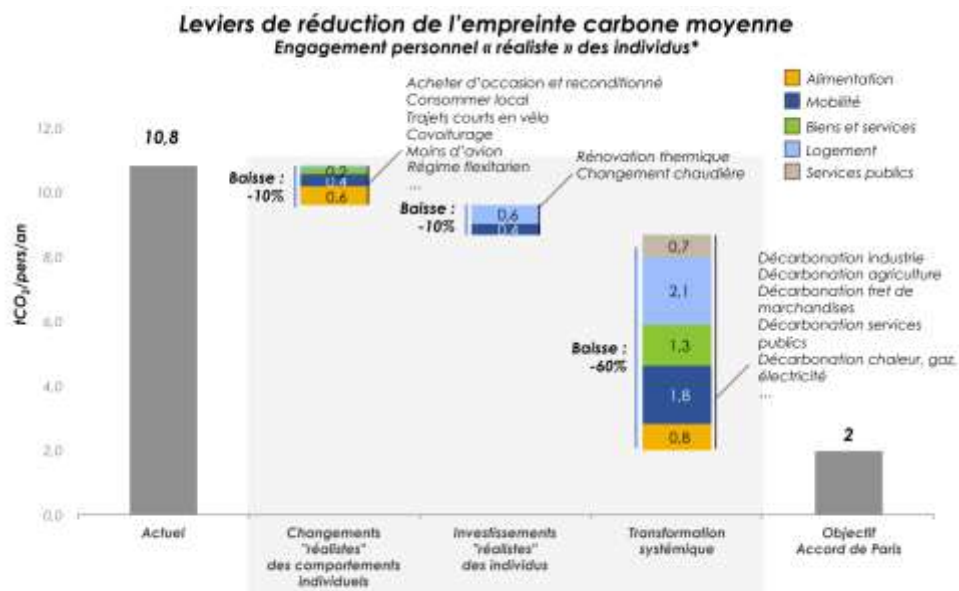 Leviers de réduction de l'empreinte carbone moyenne
Engagement personnel « réaliste » des individus*
Alimentation
Mobilité
Biens et services
Logement
Services publics
Acheter d'occasion et reconditionné
Consommer local
Trajets courts en vélo
Covoiturage
Moins d'avion
Régime flexitarien
...
Rénovation thermique
Changement chaudière
Décarbonation industrie
Décarbonation agriculture
Décarbonation fret de
marchandises
Décarbonation services
publics
Décarbonation chaleur, gaz,
électricité
...
tCO₂/pers/an
12,0
10,0
8,0
6,0
4,0
2,0
0,0
10,8
Baisse :
-10%
0,2
0,4
0,6
Baisse :
-10%
0,6
0,4
Baisse :
-60%
0,7
2,1
1,3
1,8
0,8
2
Actuel
Changements
"réalistes"
des comportements
individuels
Investissements
"réalistes"
des individus
Transformation
systémique
Objectif
Accord de Paris